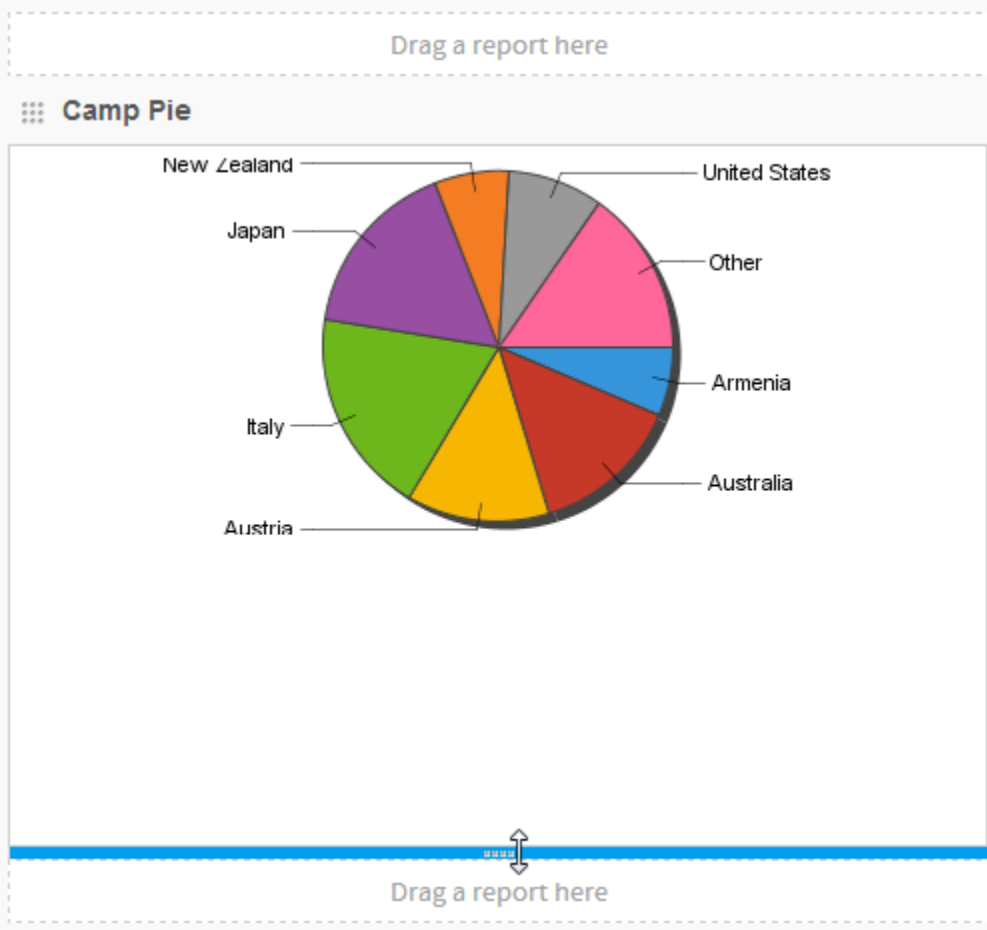 Drag a report here
Camp Pie
New Zealand
United States
Japan
Other
Armenia
Italy
Australia
Austria
Drag a report here